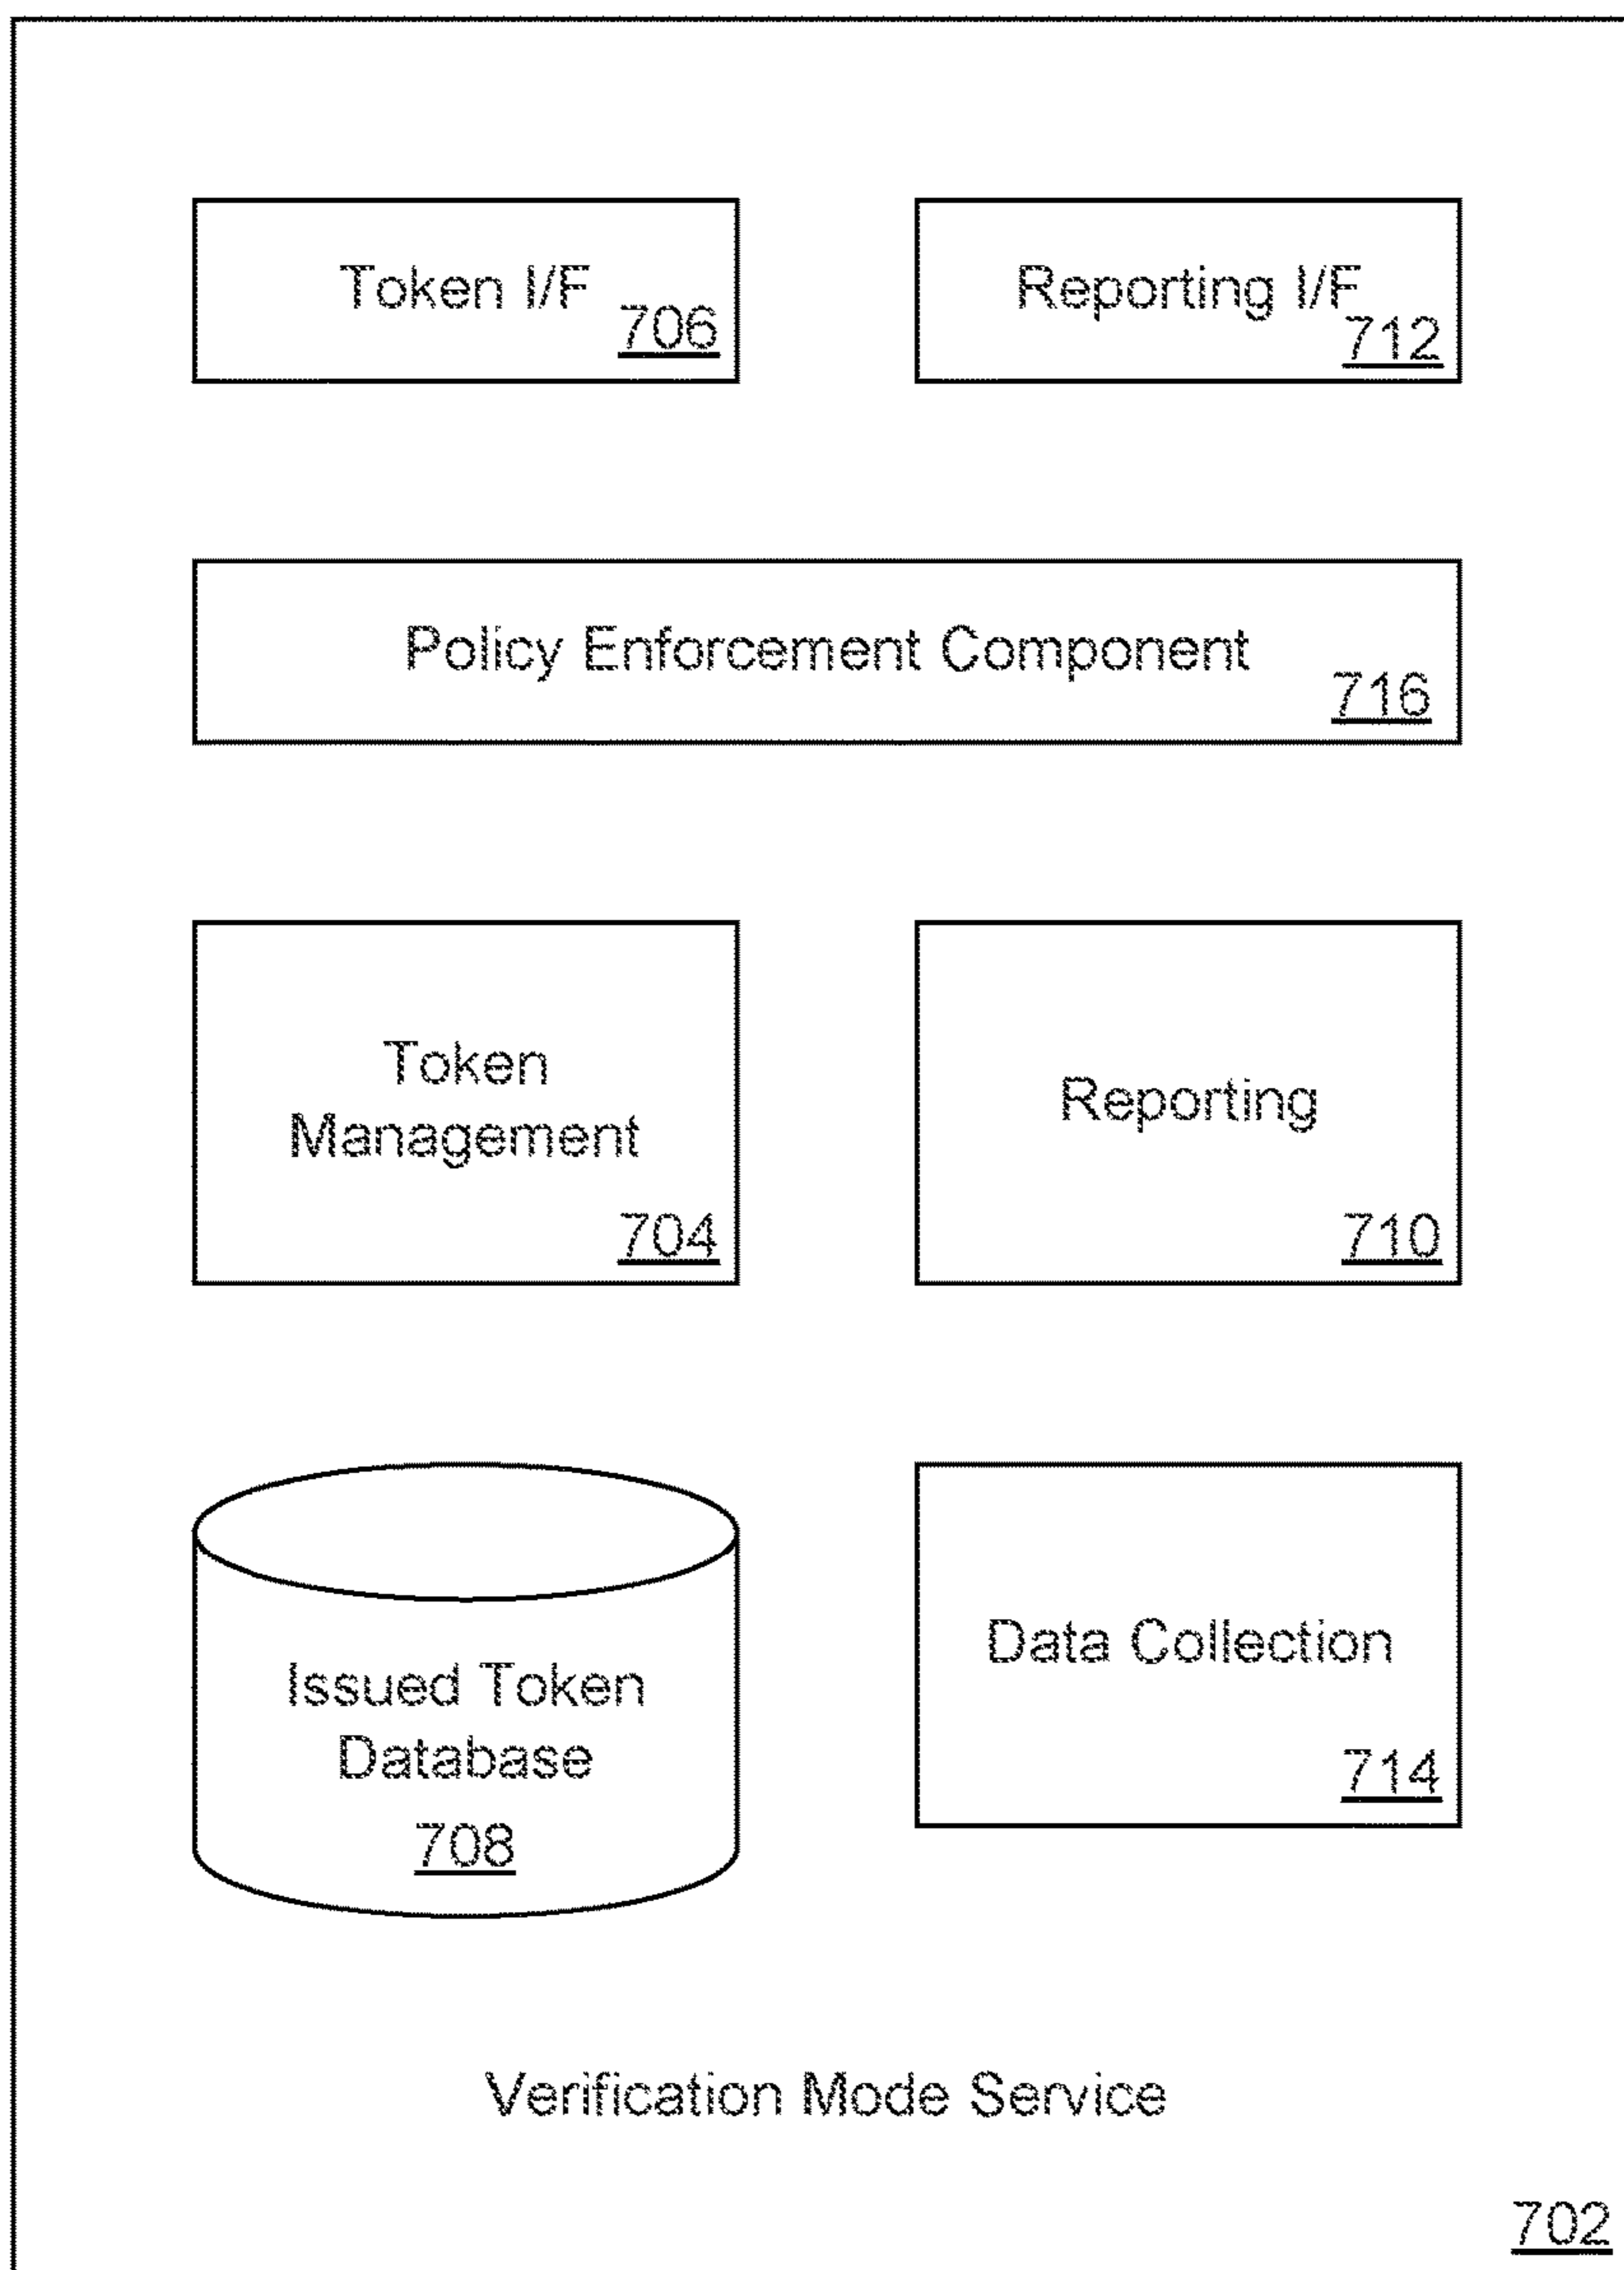 Token I/F
706
Reporting I/F
712
Policy Enforcement Component
716
Token
Management
704
Reporting
710
Issued Token
Database
708
Data Collection
714
Verification Mode Service
702